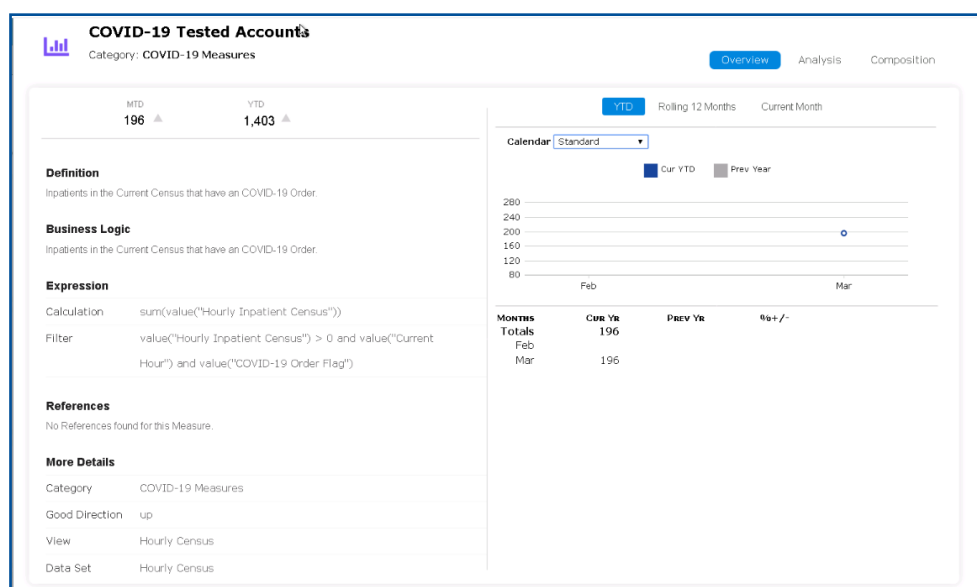 COVID-19 Tested Accounts
Category: COVID-19 Measures
Overview Analysis Composition
MTD YTD
196 1,403
Definition
Inpatients in the Current Census that have an COVID-19 Order.
Business Logic
Inpatients in the Current Census that have an COVID-19 Order.
Expression
Calculation sum(value("Hourly Inpatient Census"))
Filter value("Hourly Inpatient Census") > 0 and value("Current
Hour") and value("COVID-19 Order Flag")
References
No References found for this Measure.
More Details
Category COVID-19 Measures
Good Direction up
View Hourly Census
Data Set Hourly Census
YTD Rolling 12 Months Current Month
Calendar Standard
Cur YTD Prev Year
280
240
200
160
120
80
Feb Mar
Months Cur Yr Prev Yr %+/-
Totals 196
Feb
Mar 196